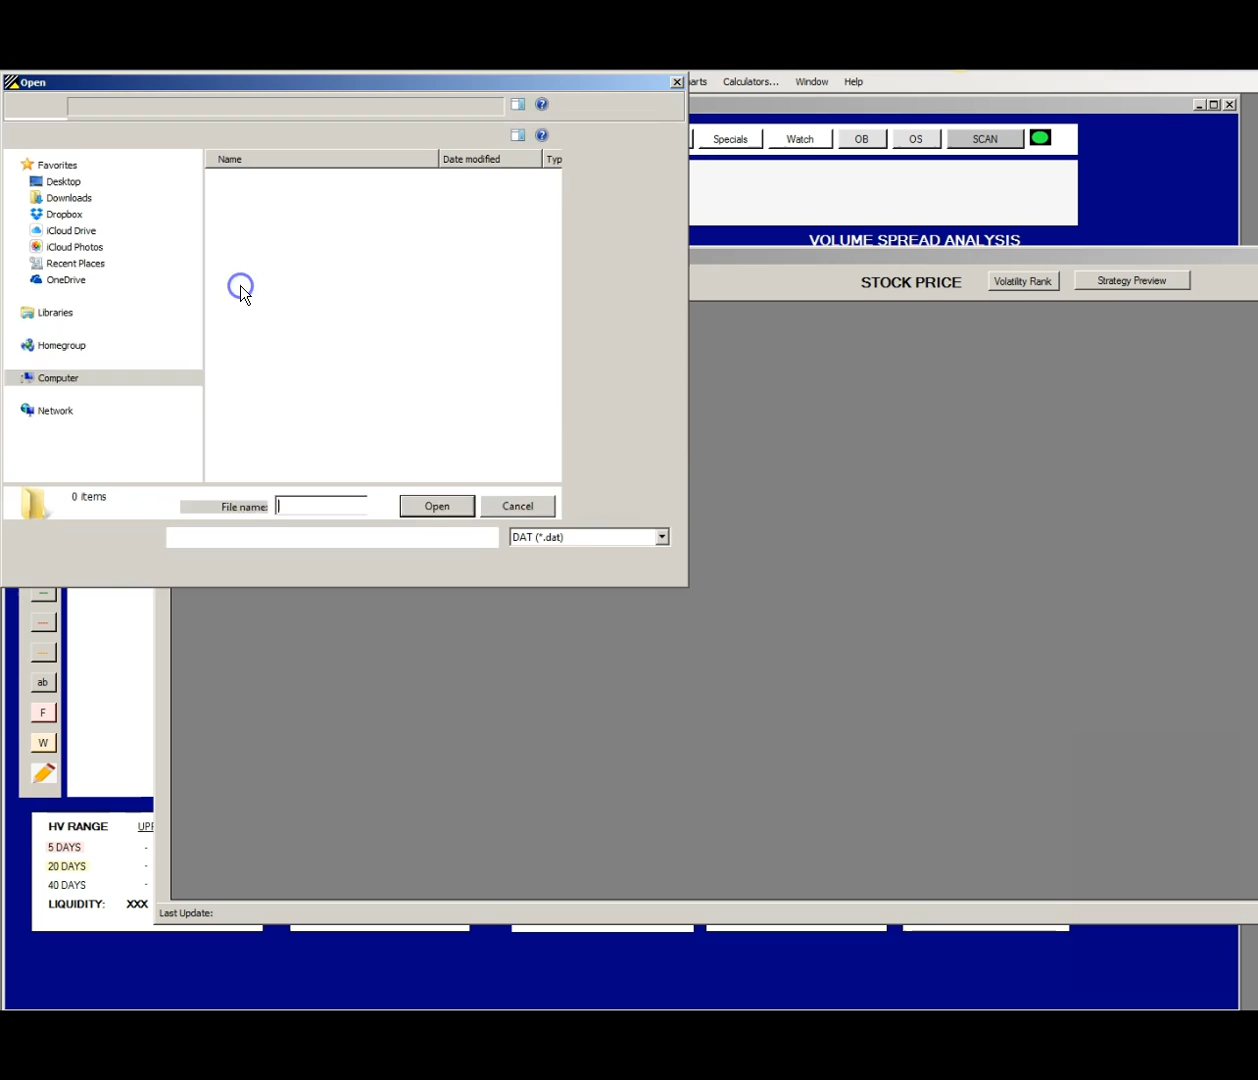 Open
arts Calculators... Window Help
Specials Watch OB OS SCAN
Name Date modified Typ
Favorites
Desktop
Downloads
Dropbox
iCloud Drive
iCloud Photos
Recent Places
OneDrive
Libraries
Homegroup
Computer
Network
VOLUME SPREAD ANALYSIS
STOCK PRICE Volatility Rank Strategy Preview
0 items File name: Open Cancel
DAT (*.dat)
ab
F
W
HV RANGE UPF
5 DAYS -
20 DAYS -
40 DAYS -
LIQUIDITY: XXX
Last Update: